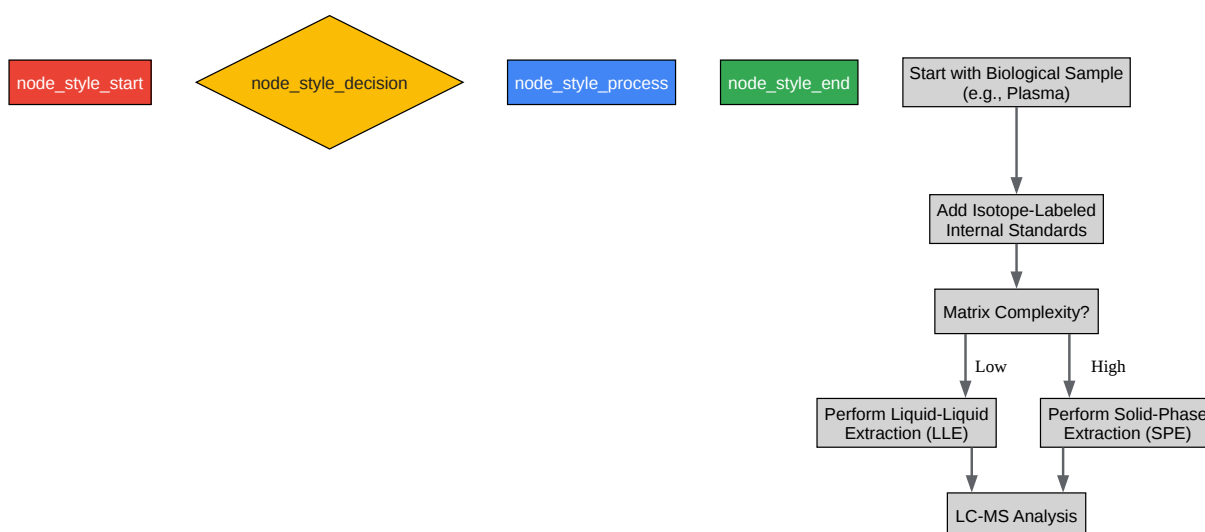 node_style_start
node_style_decision
node_style_process
node_style_end
Start with Biological Sample
(e.g., Plasma)
Add Isotope-Labeled
Internal Standards
Matrix Complexity?
Low
High
Perform Liquid-Liquid
Extraction (LLE)
Perform Solid-Phase
Extraction (SPE)
LC-MS Analysis